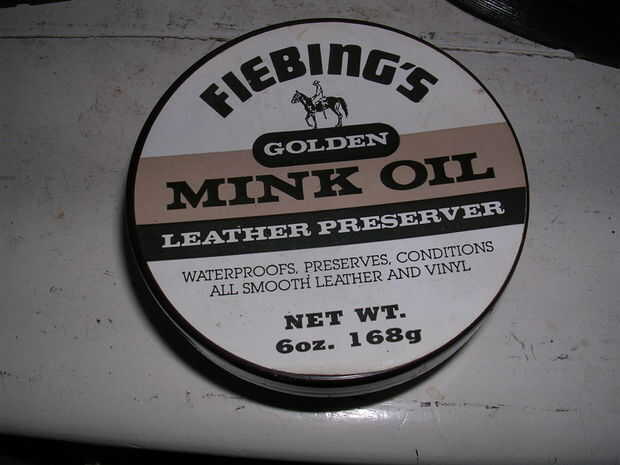 FIEBING'S
GOLDEN
MINK OIL
LEATHER PRESERVER
WATERPROOFS, PRESERVES, CONDITIONS
ALL SMOOTH LEATHER AND VINYL
NET WT.
6oz. 168g